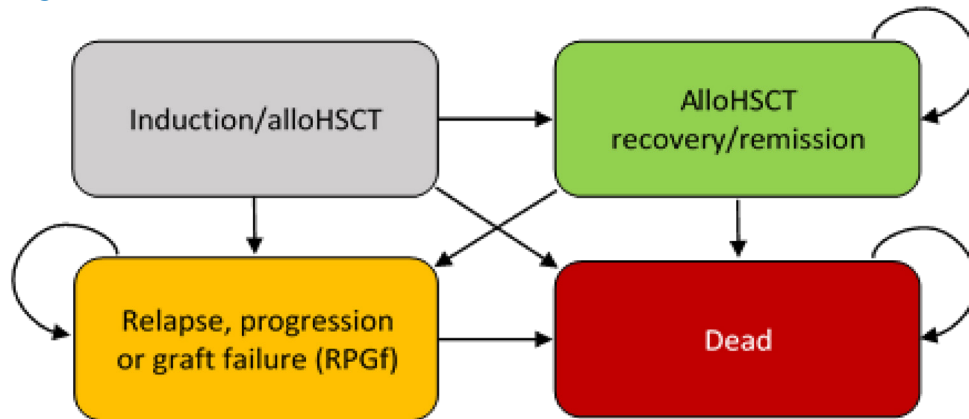 Induction/alloHSCT
AlloHSCT
recovery/remission
Relapse, progression
or graft failure (RPGf)
Dead